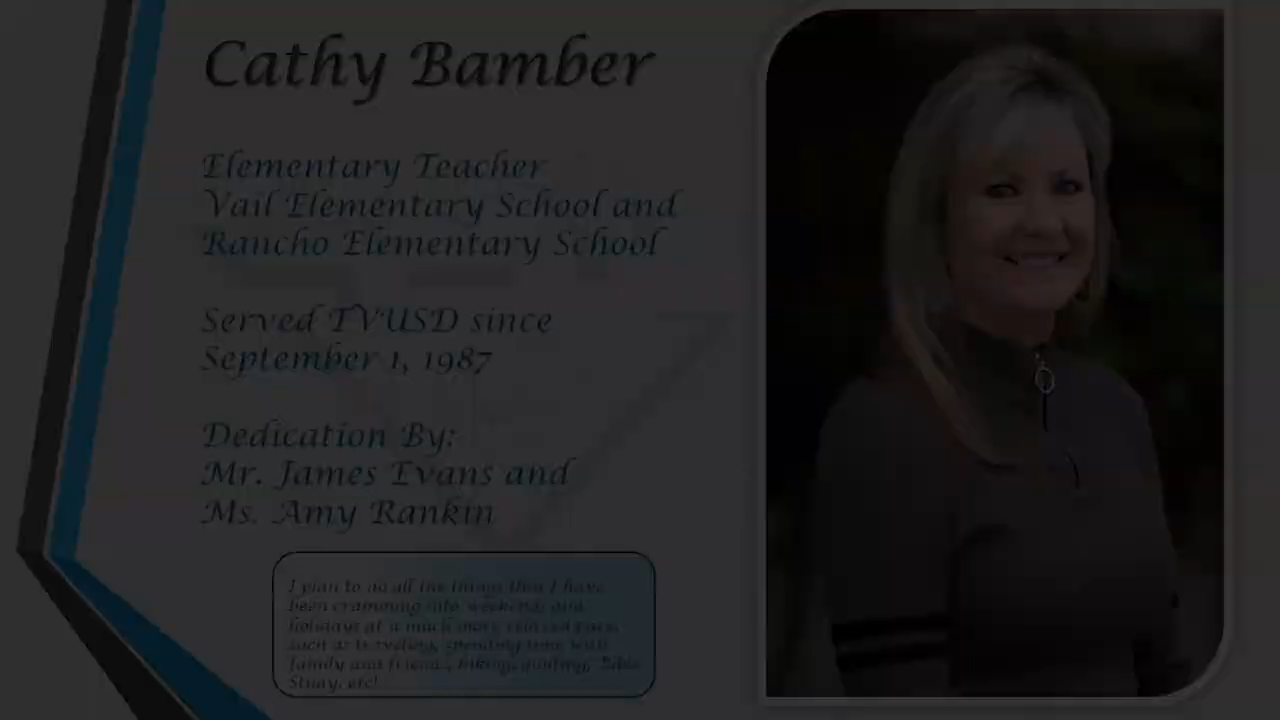 Cathy Bamber
Elementary Teacher
Vail Elementary School and
Rancho Elementary School
Served TVUSD since
September 1, 1987
Dedication By:
Mr. James Evans and
Ms. Amy Rankin
I plan to do all the things that I have
been cramming into weekends and
holidays at a much more relaxed pace
such as traveling, spending time with
family and friends, hiking, quilting, Bible
Study, etc!